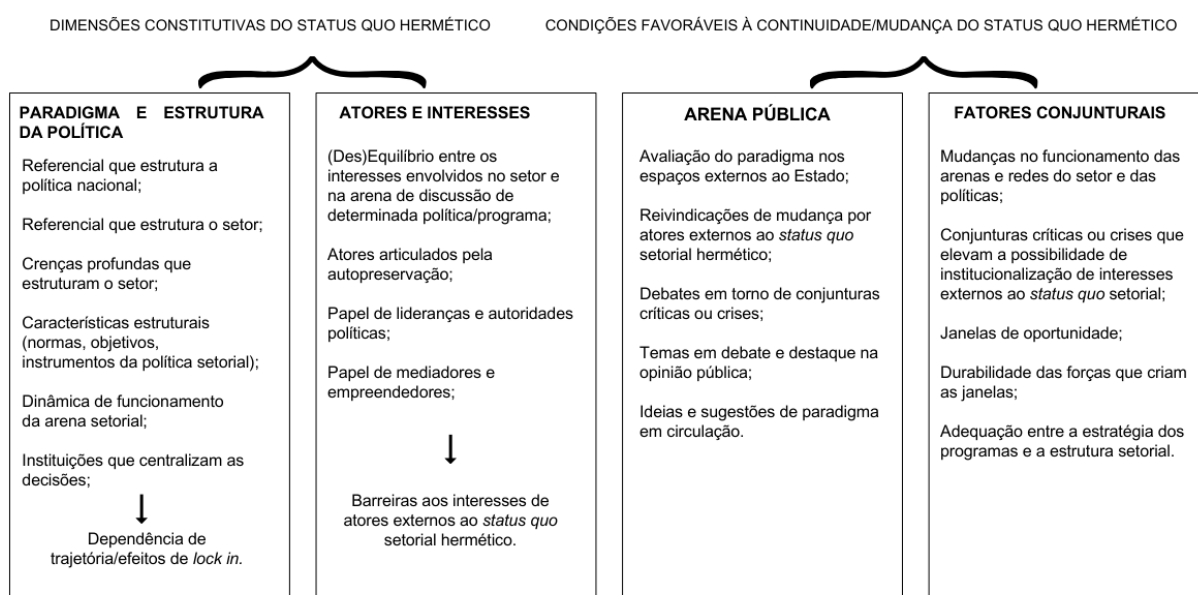 DIMENSÕES CONSTITUTIVAS DO STATUS QUO HERMÉTICO
CONDIÇÕES FAVORÁVEIS À CONTINUIDADE/MUDANÇA DO STATUS QUO HERMÉTICO
PARADIGMA E ESTRUTURA
DA POLÍTICA
Referencial que estrutura a
política nacional;
Referencial que estrutura o setor;
Crenças profundas que
estruturam o setor;
Características estruturais
(normas, objetivos,
instrumentos da política setorial);
Dinâmica de funcionamento
da arena setorial;
Instituições que centralizam as
decisões;
Dependência de
trajetória/efeitos de lock in.
ATORES E INTERESSES
(Des)Equilíbrio entre os
interesses envolvidos no setor e
na arena de discussão de
determinada política/programa;
Atores articulados pela
autopreservação;
Papel de lideranças e autoridades
políticas;
Papel de mediadores e
empreendedores;
Barreiras aos interesses de
atores externos ao status quo
setorial hermético.
ARENA PÚBLICA
Avaliação do paradigma nos
espaços externos ao Estado;
Reivindicações de mudança por
atores externos ao status quo
setorial hermético;
Debates em torno de conjunturas
críticas ou crises;
Temas em debate e destaque na
opinião pública;
Ideias e sugestões de paradigma
em circulação.
FATORES CONJUNTURAIS
Mudanças no funcionamento das
arenas e redes do setor e das
políticas;
Conjunturas críticas ou crises que
elevam a possibilidade de
institucionalização de interesses
externos ao status quo setorial;
Janelas de oportunidade;
Durabilidade das forças que criam
as janelas;
Adequação entre a estratégia dos
programas e a estrutura setorial.